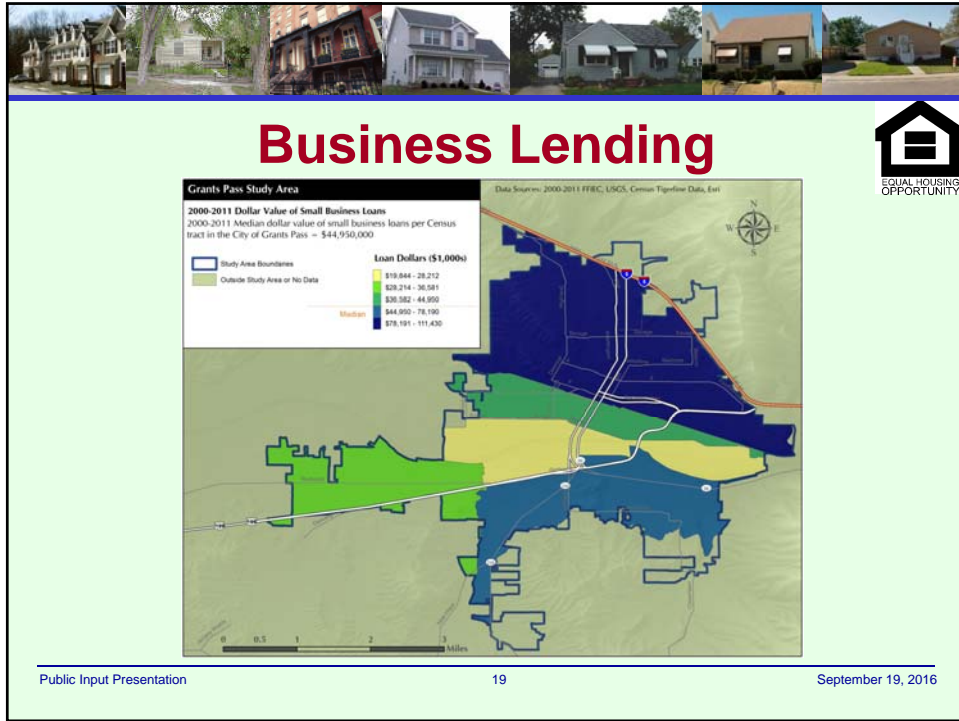 Business Lending
EQUAL HOUSING
OPPORTUNITY
Grants Pass Study Area
Data Sources: 2000-2011 FFIEC, USGS, Census Tigerline Data, Esri
2000-2011 Dollar Value of Small Business Loans
2000-2011 Median dollar value of small business loans per Census
tract in the City of Grants Pass = $44,950,000
Study Area Boundaries
Outside Study Area or No Data
Loan Dollars ($1,000s)
$19,844 - 28,212
$28,214 - 36,581
$36,582 - 44,950
Median
$44,950 - 78,190
$78,191 - 111,430
N
W E
S
0 0.5 1 2 3
Miles
Public Input Presentation 19 September 19, 2016